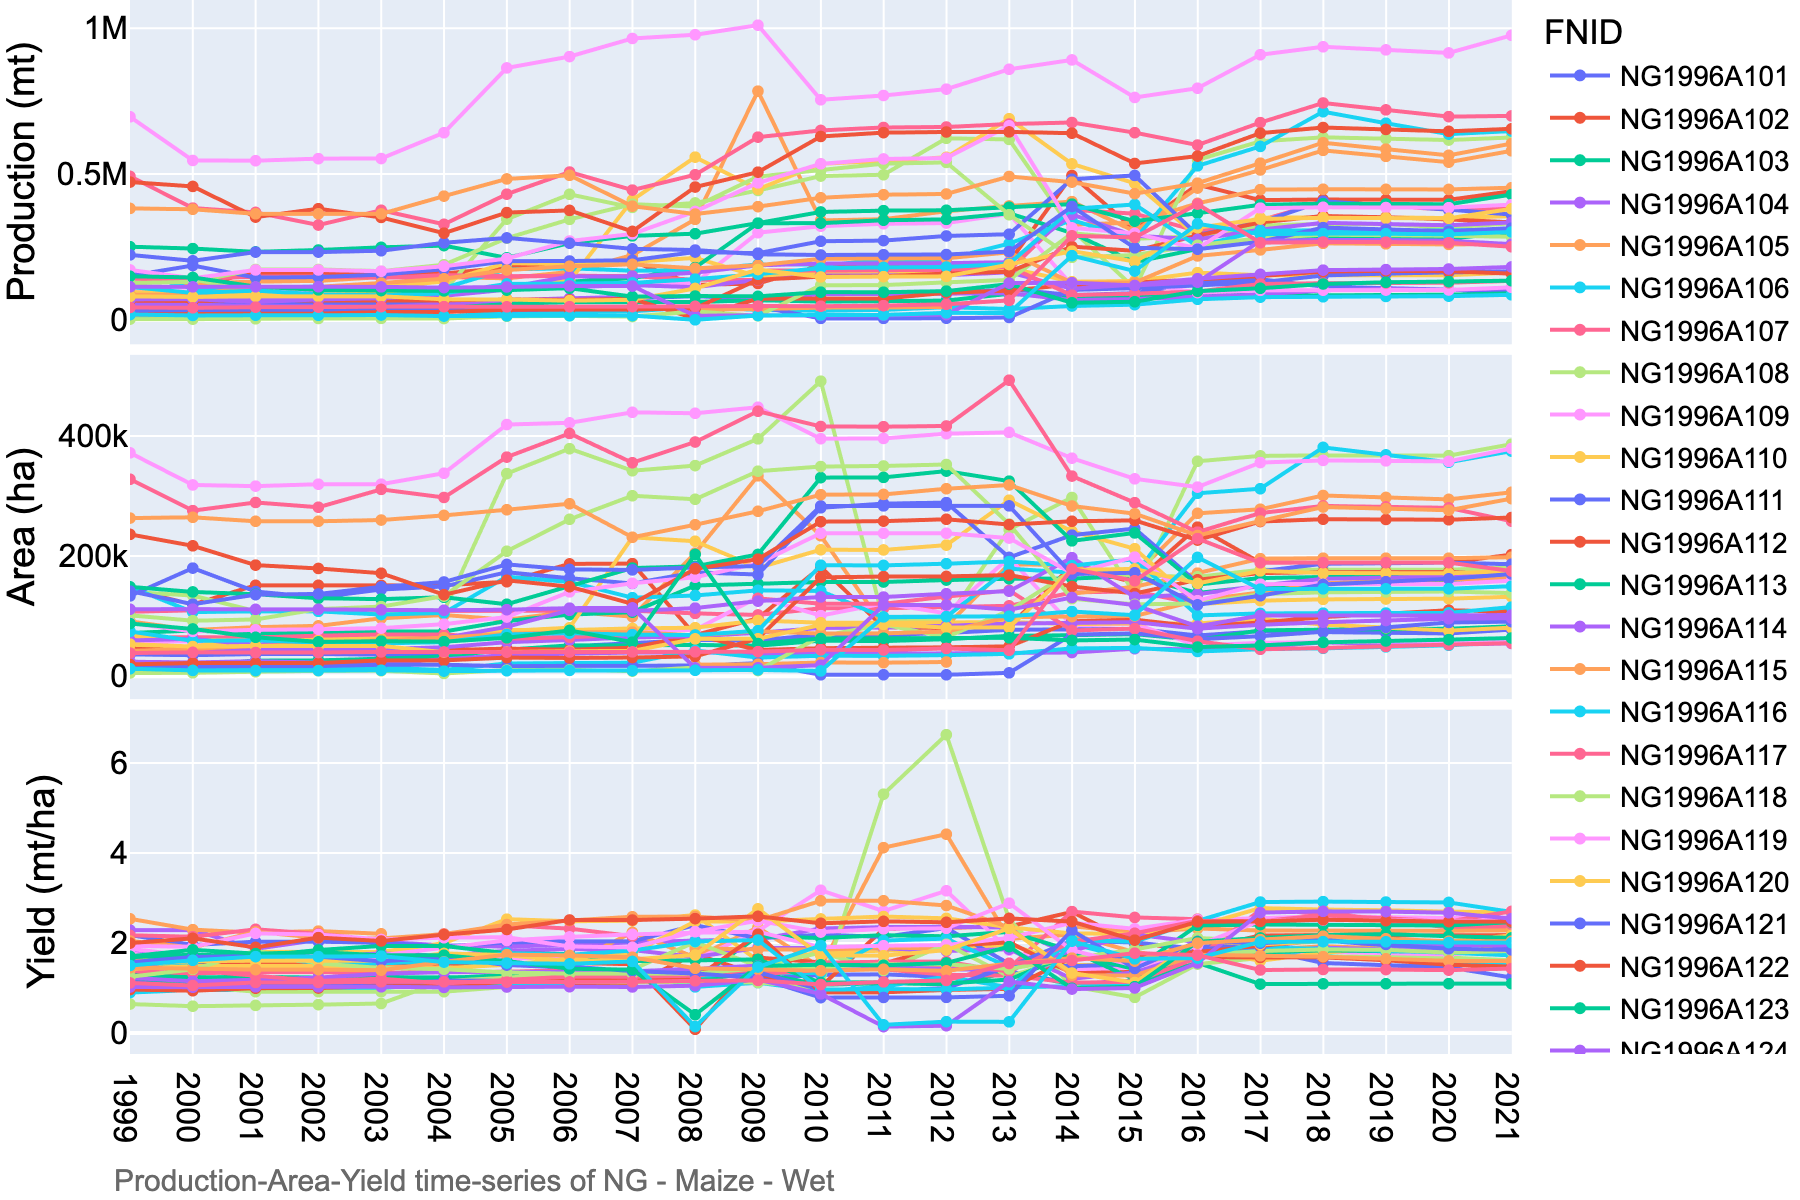 Production (mt)
1M
0.5M
0
Area (ha)
400k
200k
0
Yield (mt/ha)
6
4
2
0
1999
2000
2001
2002
2003
2004
2005
2006
2007
2008
2009
2010
2011
2012
2013
2014
2015
2016
2017
2018
2019
2020
2021
Production-Area-Yield time-series of NG - Maize - Wet
FNID
NG1996A101
NG1996A102
NG1996A103
NG1996A104
NG1996A105
NG1996A106
NG1996A107
NG1996A108
NG1996A109
NG1996A110
NG1996A111
NG1996A112
NG1996A113
NG1996A114
NG1996A115
NG1996A116
NG1996A117
NG1996A118
NG1996A119
NG1996A120
NG1996A121
NG1996A122
NG1996A123
NG1996A124